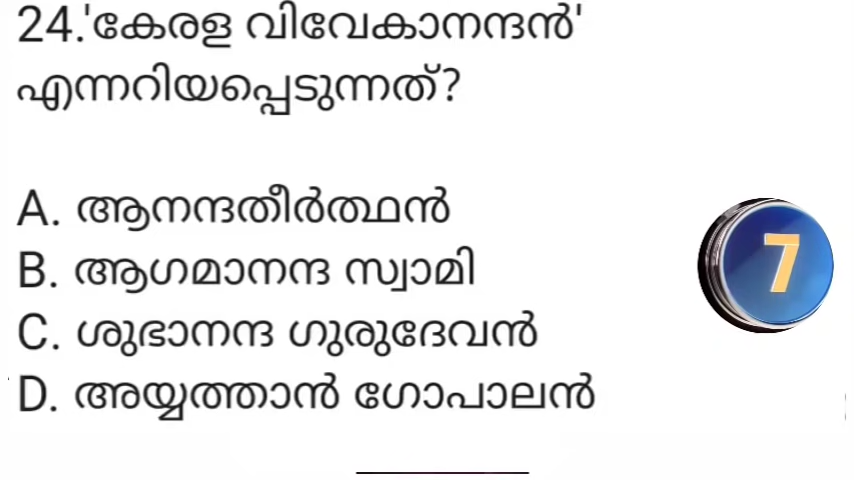 24.'കേരള വിവേകാനന്ദൻ'
എന്നറിയപ്പെടുന്നത്?
A. ആനന്ദതീർത്ഥൻ
B. ആഗമാനന്ദ സ്വാമി
C. ശുഭാനന്ദ ഗുരുദേവൻ
D. അയ്യത്താൻ ഗോപാലൻ
7